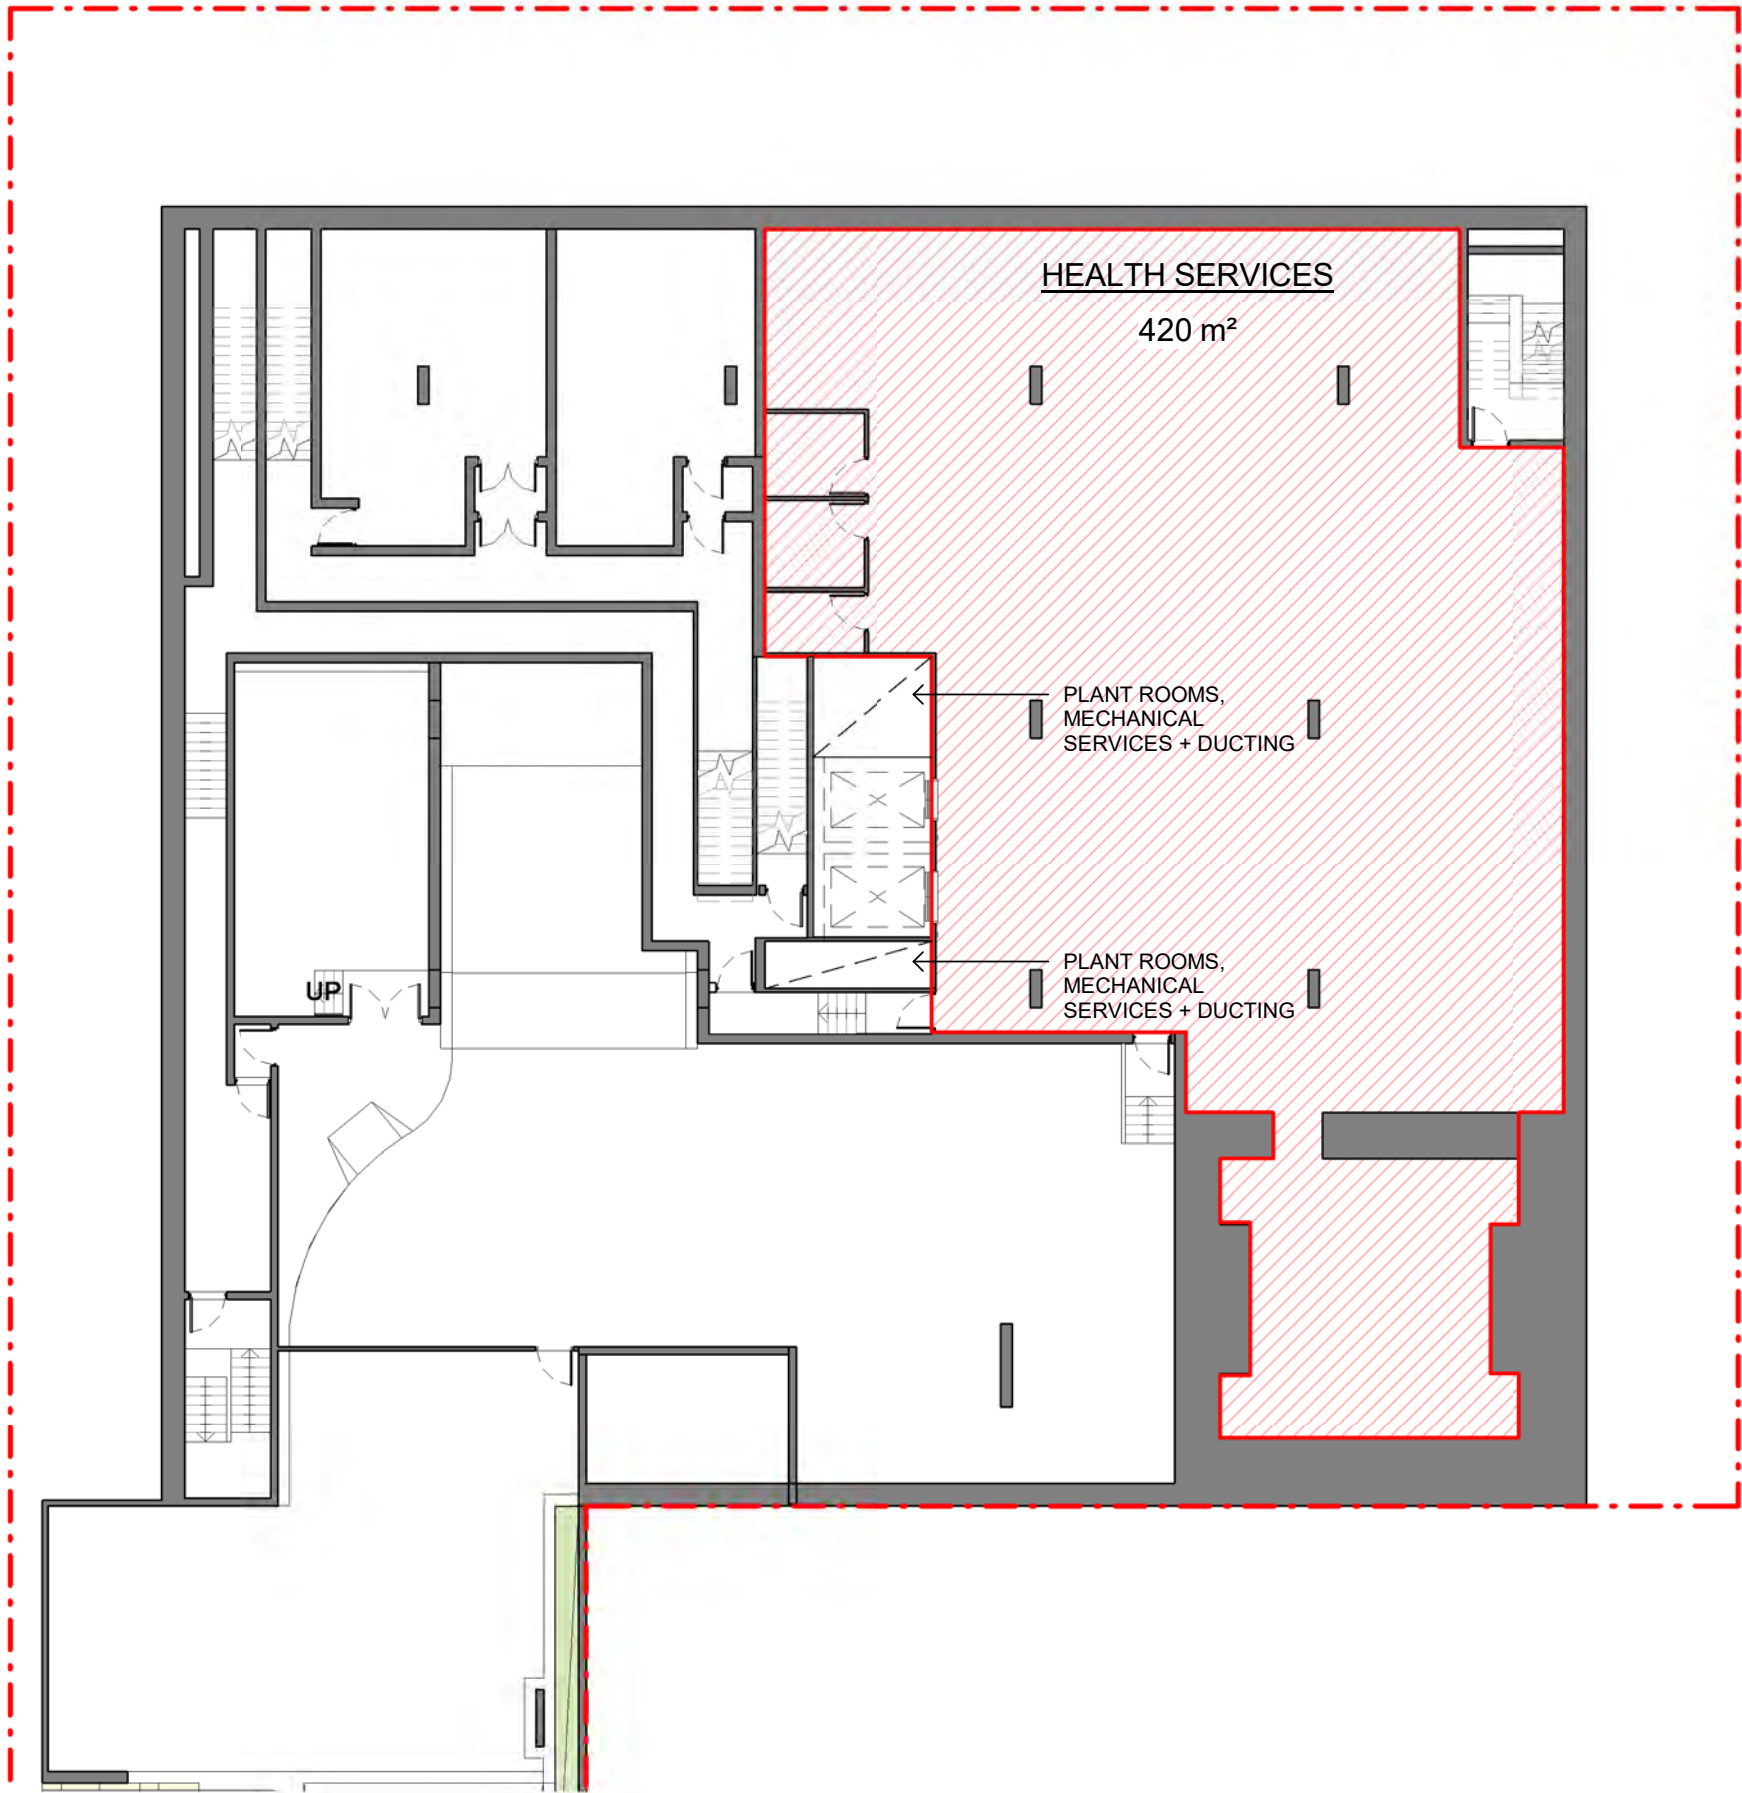 HEALTH SERVICES
420 m²
PLANT ROOMS,
MECHANICAL
SERVICES + DUCTING
PLANT ROOMS,
MECHANICAL
SERVICES + DUCTING
UP